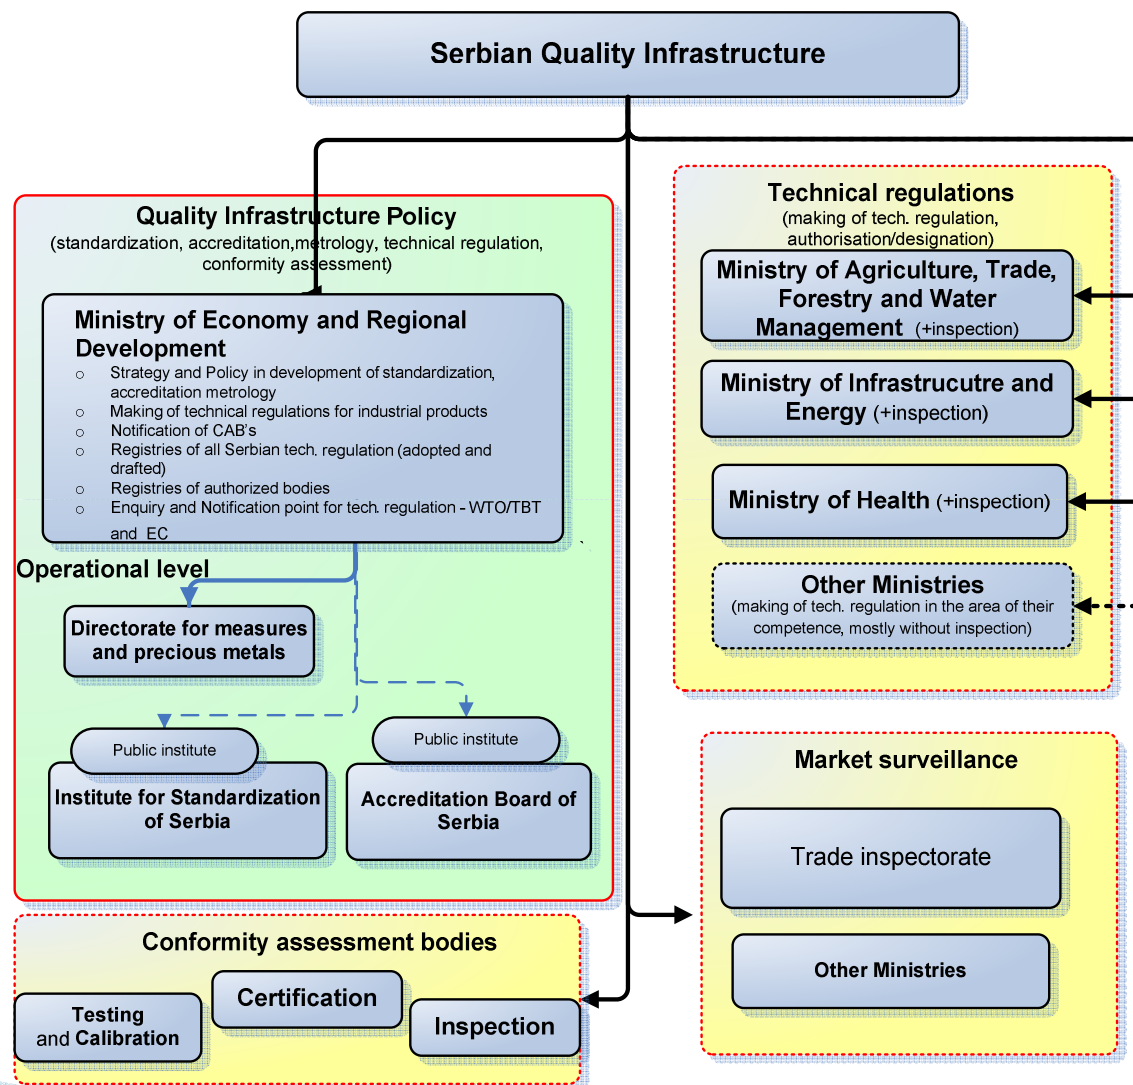 Serbian Quality Infrastructure
Quality Infrastructure Policy
(standardization, accreditation,metrology, technical regulation,
conformity assessment)
Ministry of Economy and Regional
Development
o Strategy and Policy in development of standardization,
accreditation metrology
o Making of technical regulations for industrial products
o Notification of CAB's
o Registries of all Serbian tech. regulation (adopted and
drafted)
o Registries of authorized bodies
o Enquiry and Notification point for tech. regulation - WTO/TBT
and EC
Operational level
Directorate for measures
and precious metals
Public institute
Institute for Standardization
of Serbia
Public institute
Accreditation Board of
Serbia
Conformity assessment bodies
Testing
and Calibration
Certification
Inspection
Technical regulations
(making of tech. regulation,
authorisation/designation)
Ministry of Agriculture, Trade,
Forestry and Water
Management (+inspection)
Ministry of Infrastrucutre and
Energy (+inspection)
Ministry of Health (+inspection)
Other Ministries
(making of tech. regulation in the area of their
competence, mostly without inspection)
Market surveillance
Trade inspectorate
Other Ministries